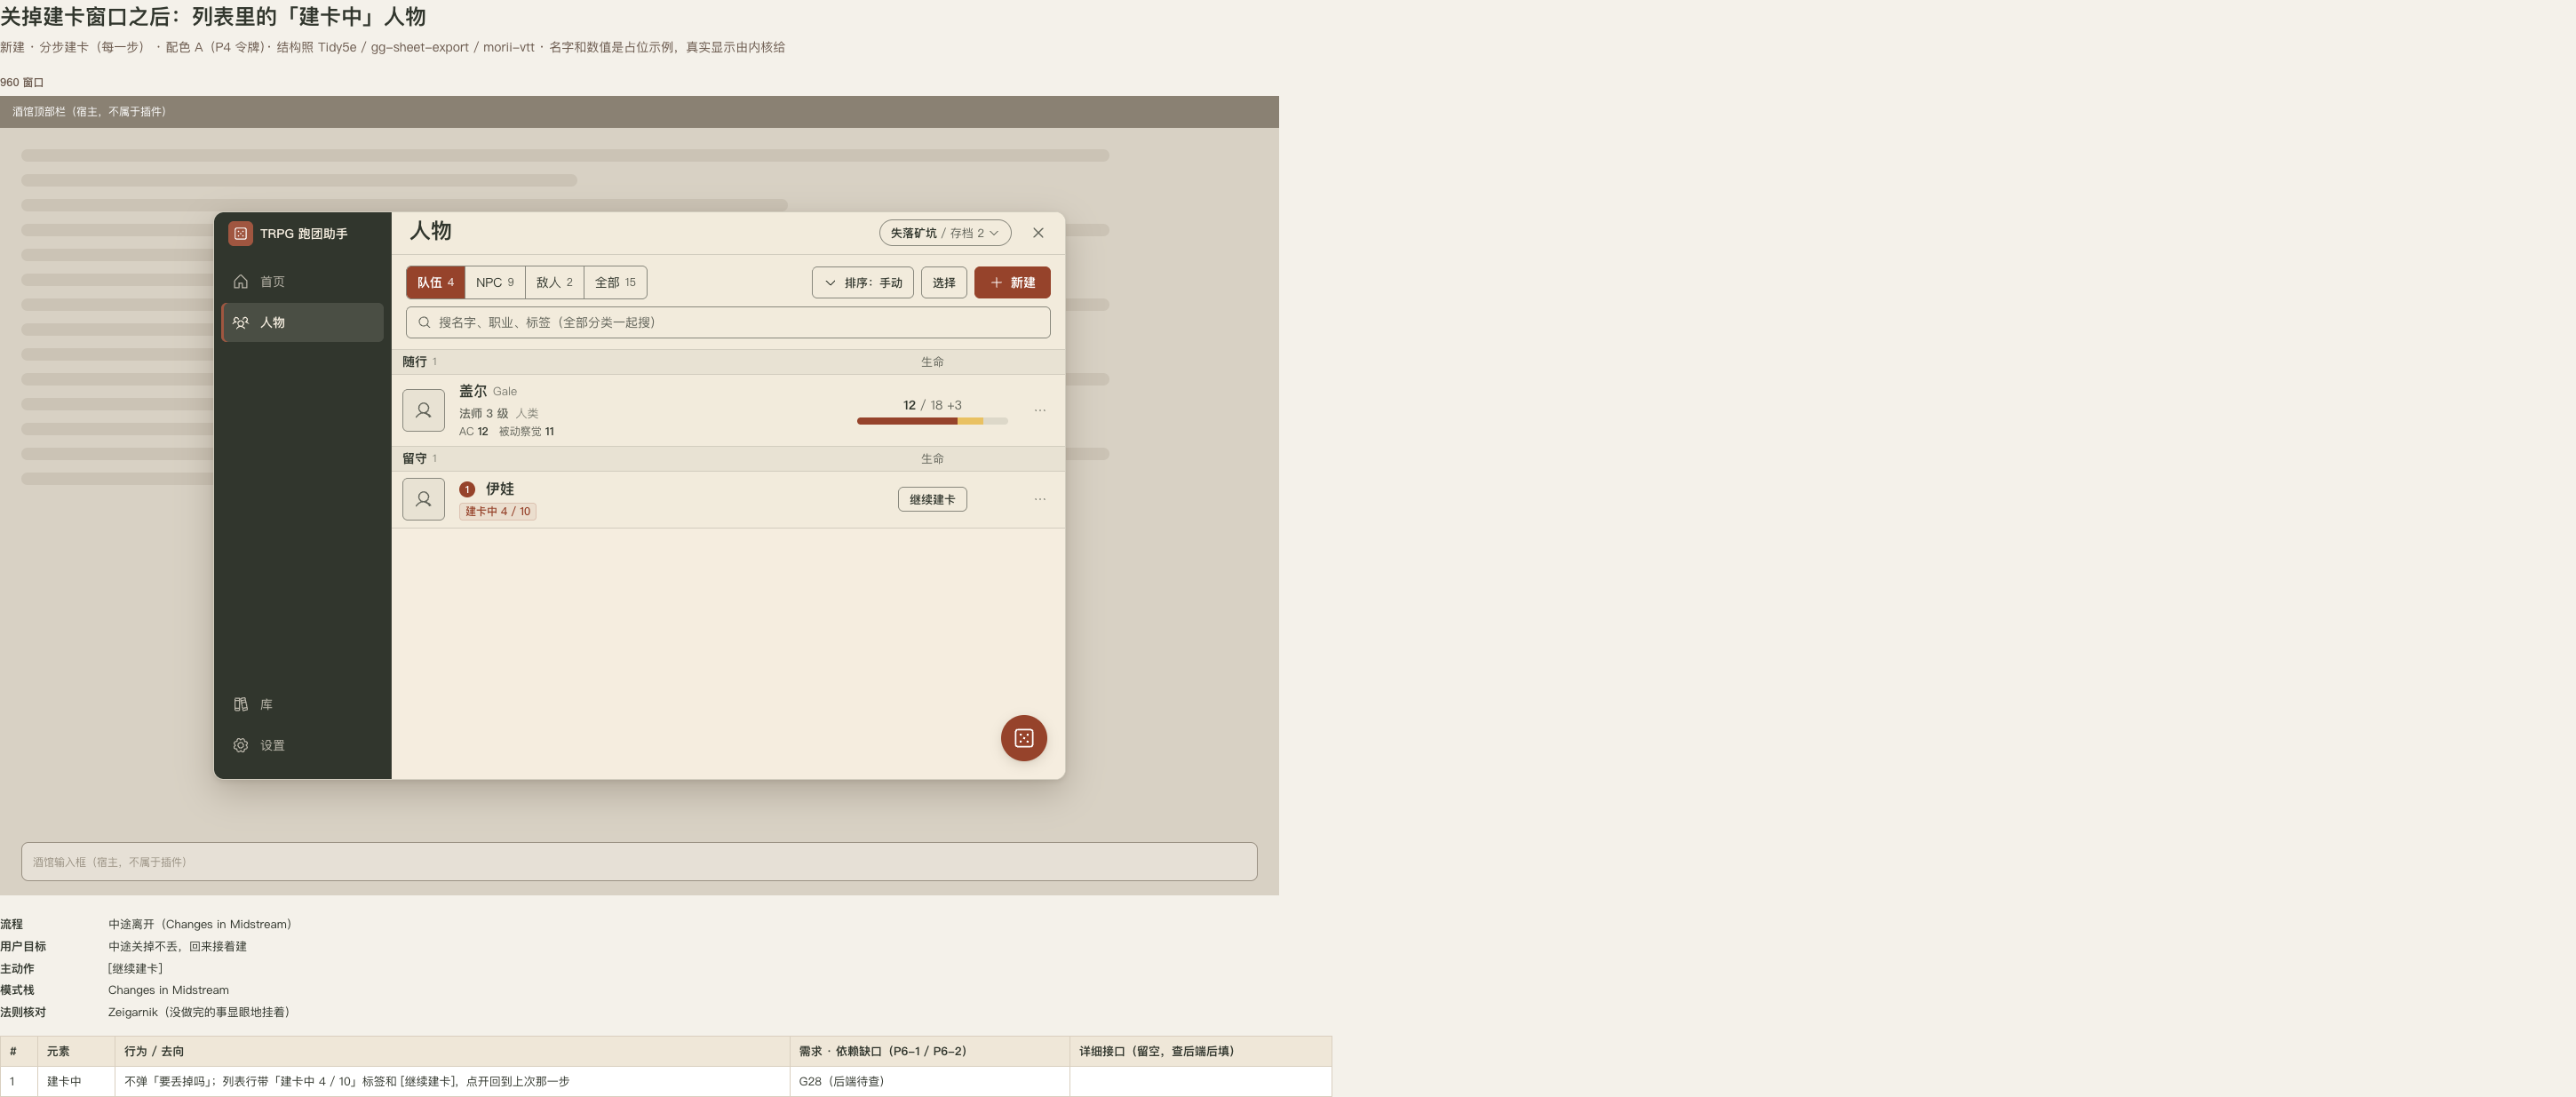 关掉建卡窗口之后：列表里的「建卡中」人物
新建 · 分步建卡（每一步） · 配色 A（P4 令牌）· 结构照 Tidy5e / gg-sheet-export / morii-vtt · 名字和数值是占位示例，真实显示由内核给
960 窗口
酒馆顶部栏（宿主，不属于插件）
TRPG 跑团助手
人物
失落矿坑 / 存档 2
首页
人物
队伍 4 NPC 9 敌人 2 全部 15
排序：手动 选择 新建
搜名字、职业、标签（全部分类一起搜）
随行 1 生命
盖尔 Gale
法师 3 级 人类
AC 12 被动察觉 11
12 / 18 +3
留守 1 生命
1 伊娃
建卡中 4 / 10
继续建卡
库
设置
酒馆输入框（宿主，不属于插件）
流程 中途离开（Changes in Midstream）
用户目标 中途关掉不丢，回来接着建
主动作 [继续建卡]
模式栈 Changes in Midstream
法则核对 Zeigarnik（没做完的事显眼地挂着）
# 元素 行为 / 去向 需求 · 依赖缺口（P6-1 / P6-2） 详细接口（留空，查后端后填）
1 建卡中 不弹「要丢掉吗」；列表行带「建卡中 4 / 10」标签和 [继续建卡]，点开回到上次那一步 G28（后端待查）